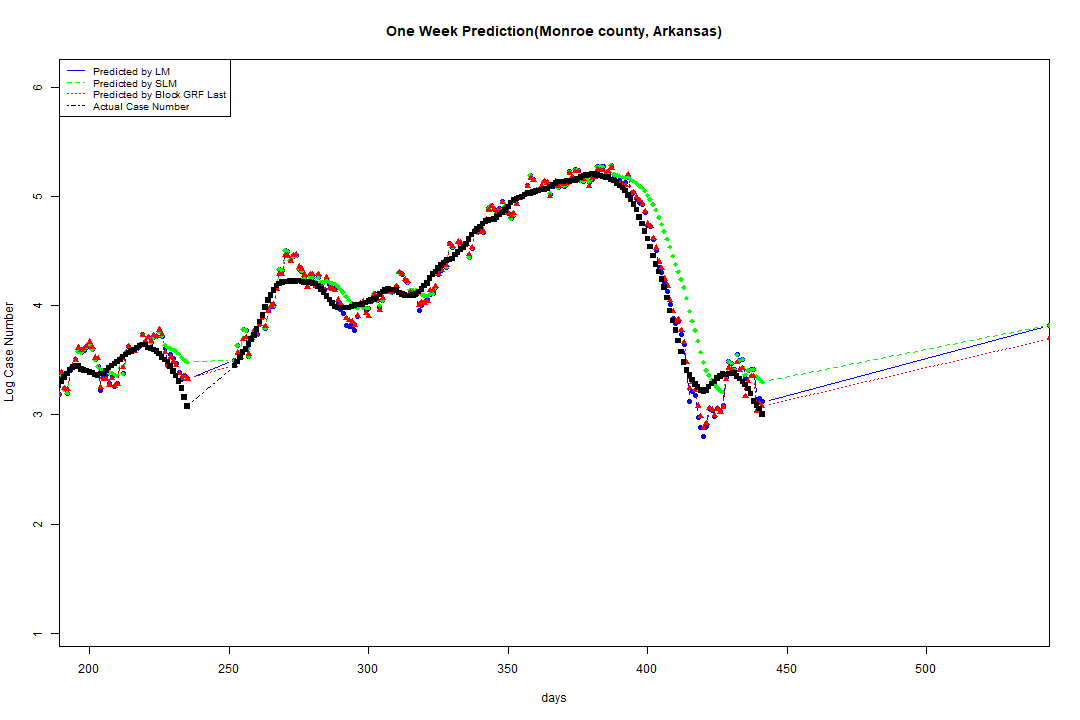 One Week Prediction(Monroe county, Arkansas)
Predicted by LM
Predicted by SLM
Predicted by Block GRF Last
Actual Case Number
6
5
4
3
2
1
Log Case Number
200 250 300 350 400 450 500
days